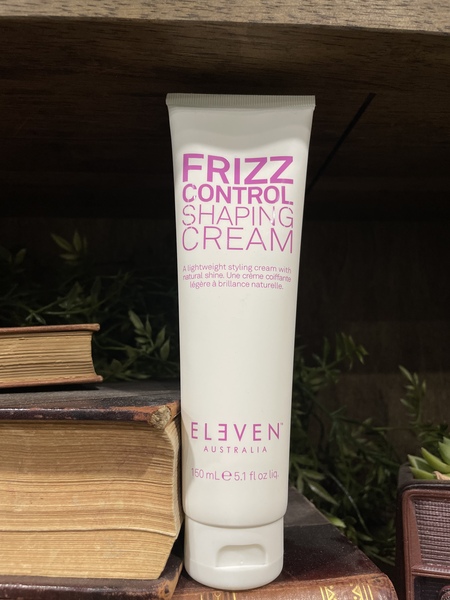 FRIZZ
CONTROL
SHAPING
CREAM
A lightweight styling cream with
natural shine. Une crème coiffante
légère à brillance naturelle.
ELEVEN™
AUSTRALIA
150 mL ℮ 5.1 fl oz liq